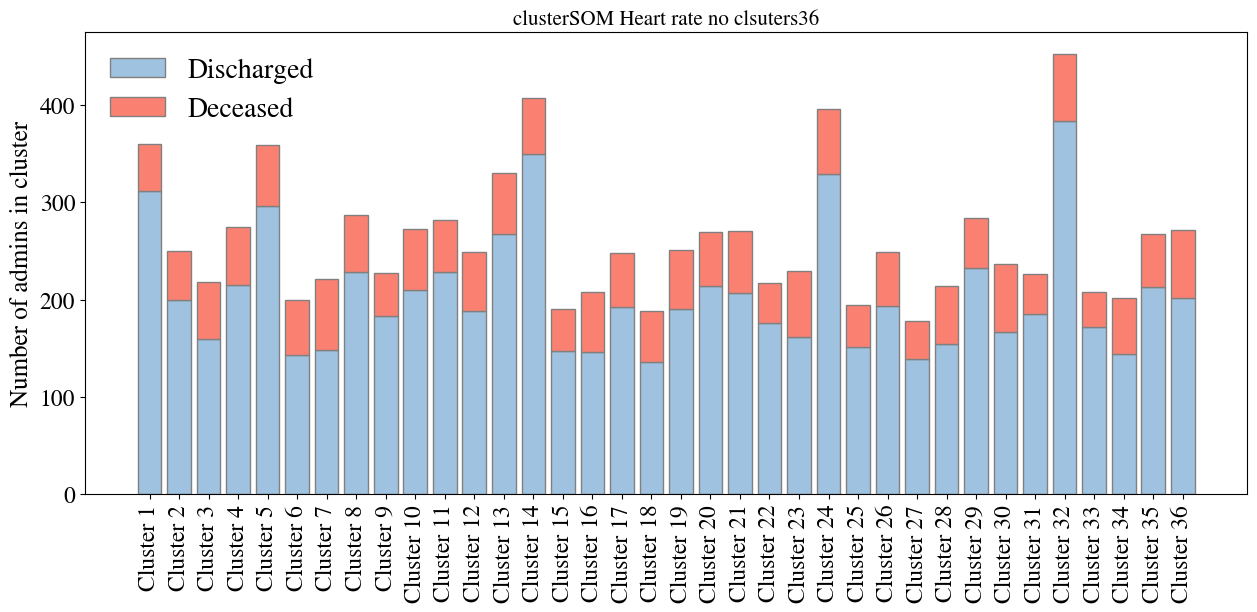 clusterSOM Heart rate no clsuters36
Discharged
Deceased
Number of admins in cluster
400
300
200
100
0
Cluster 1
Cluster 2
Cluster 3
Cluster 4
Cluster 5
Cluster 6
Cluster 7
Cluster 8
Cluster 9
Cluster 10
Cluster 11
Cluster 12
Cluster 13
Cluster 14
Cluster 15
Cluster 16
Cluster 17
Cluster 18
Cluster 19
Cluster 20
Cluster 21
Cluster 22
Cluster 23
Cluster 24
Cluster 25
Cluster 26
Cluster 27
Cluster 28
Cluster 29
Cluster 30
Cluster 31
Cluster 32
Cluster 33
Cluster 34
Cluster 35
Cluster 36